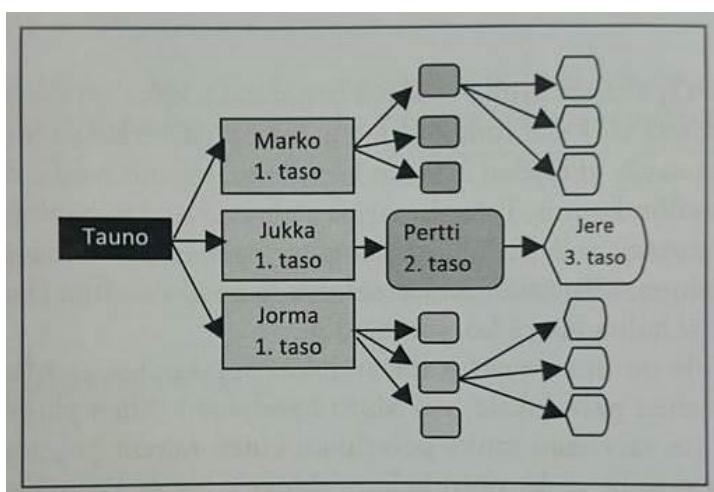 Marko
1. taso
Tauno
Jukka
1. taso
Pertti
2. taso
Jere
3. taso
Jorma
1. taso